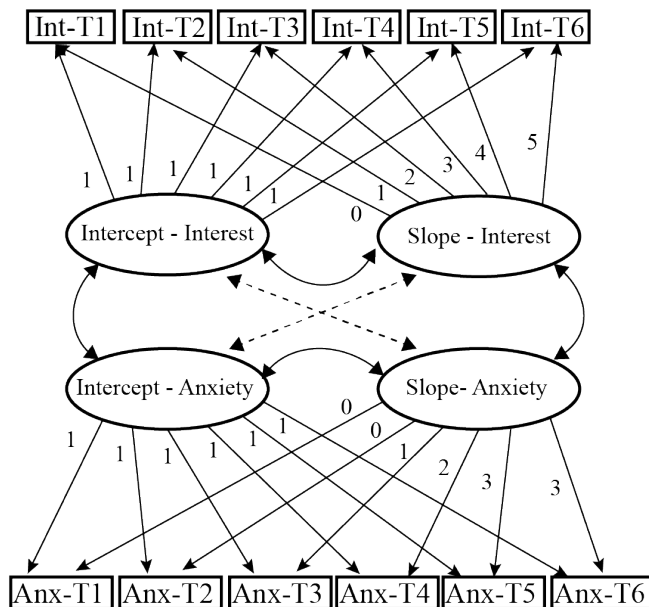 Int-T1 Int-T2 Int-T3 Int-T4 Int-T5 Int-T6
1 1 1 1 1 1 0 1 2 3 4 5
Intercept - Interest Slope - Interest
Intercept - Anxiety Slope- Anxiety
1 1 1 1 1 1 0 0 1 2 3 3
Anx-T1 Anx-T2 Anx-T3 Anx-T4 Anx-T5 Anx-T6